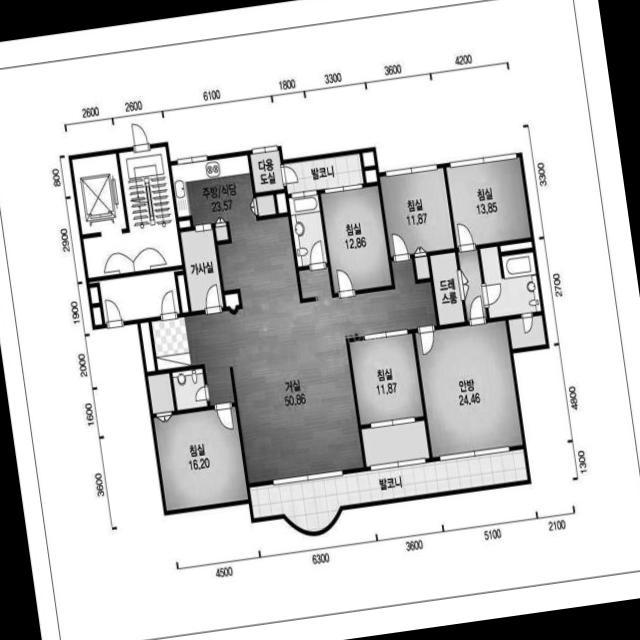 2600 2600 6100 1800 3300 3600 4200
800
2900
1900
2000
1600
3600
3900
2700
4800
1300
주방/식당
23.57
다용
도실
발코니
침실
12.86
침실
11.87
침실
13.85
가사실
드레
스룸
거실
50.86
침실
11.87
안방
24.46
침실
16.20
발코니
4500 6300 3600 5100 2100